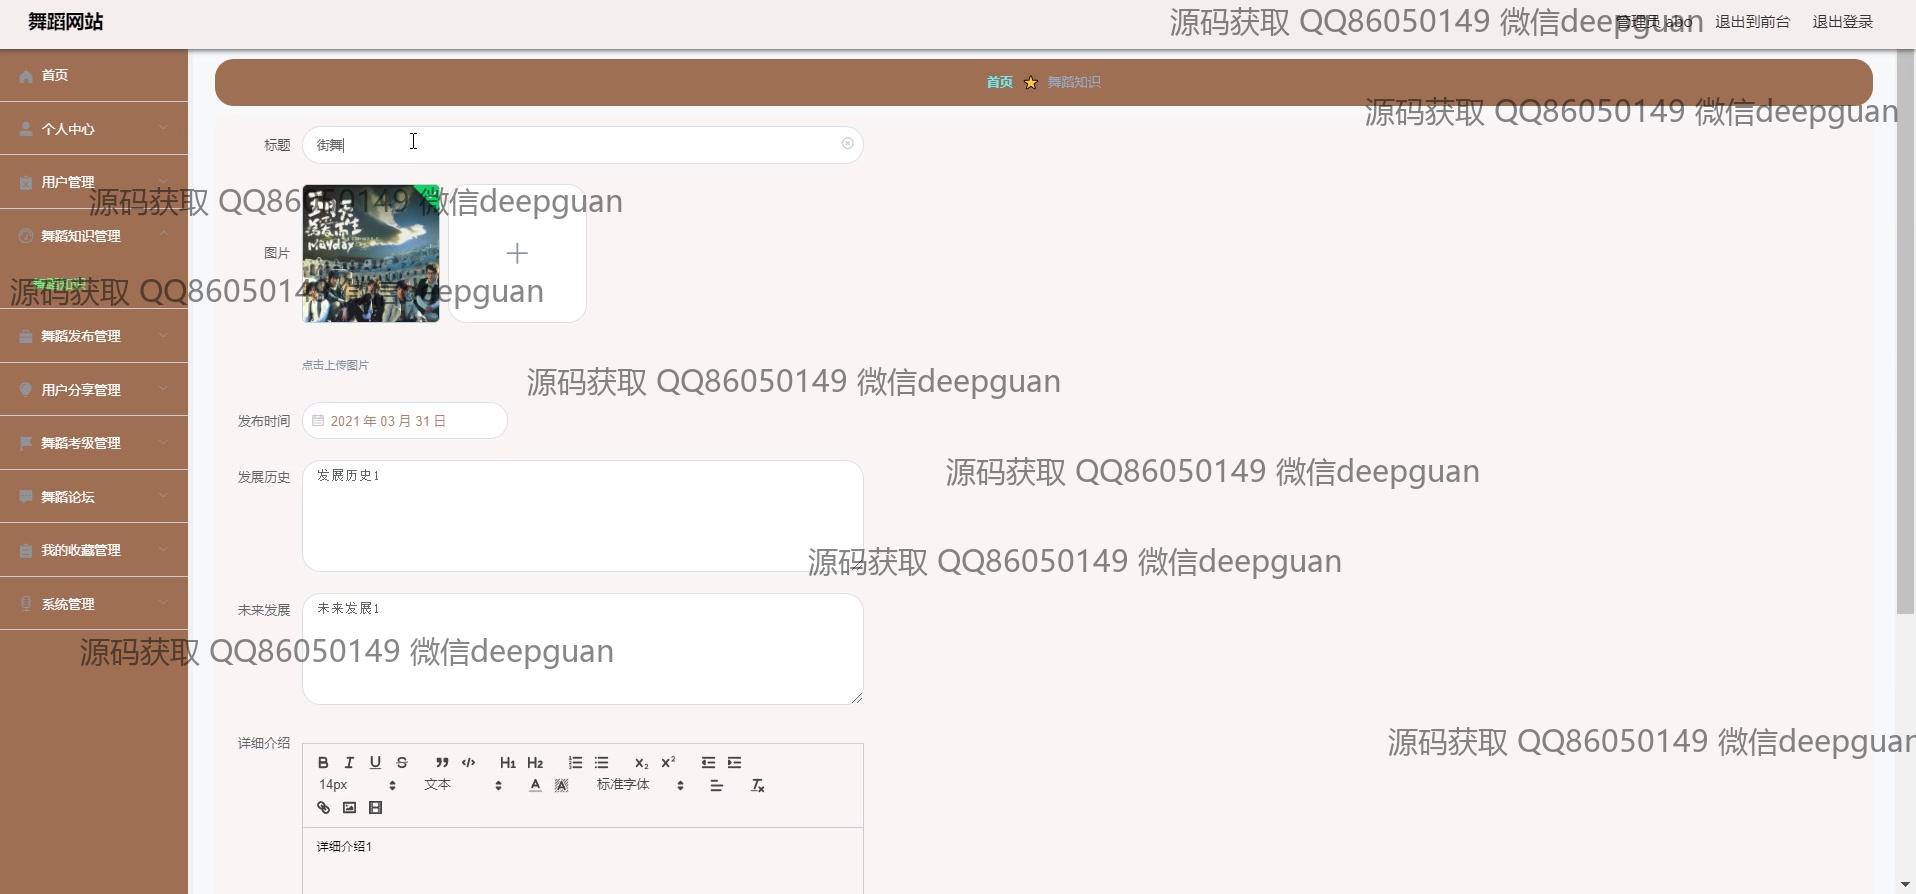 舞蹈网站
源码获取 QQ86050149 微信deepguan
管理员 abo
退出到前台
退出登录
首页
个人中心
用户管理
舞蹈知识管理
舞蹈知识
舞蹈发布管理
用户分享管理
舞蹈考级管理
舞蹈论坛
我的收藏管理
系统管理
首页 舞蹈知识
源码获取 QQ86050149 微信deepguan
标题 街舞
源码获取 QQ86050149 微信deepguan
图片
mayday
源码获取 QQ86050149 微信deepguan
点击上传图片
源码获取 QQ86050149 微信deepguan
发布时间 2021 年 03 月 31 日
发展历史 发展历史1
源码获取 QQ86050149 微信deepguan
源码获取 QQ86050149 微信deepguan
未来发展 未来发展1
源码获取 QQ86050149 微信deepguan
源码获取 QQ86050149 微信deepguan
详细介绍
B I U S H1 H2 x₂ x²
14px 文本 A A 标准字体 Tx
详细介绍1